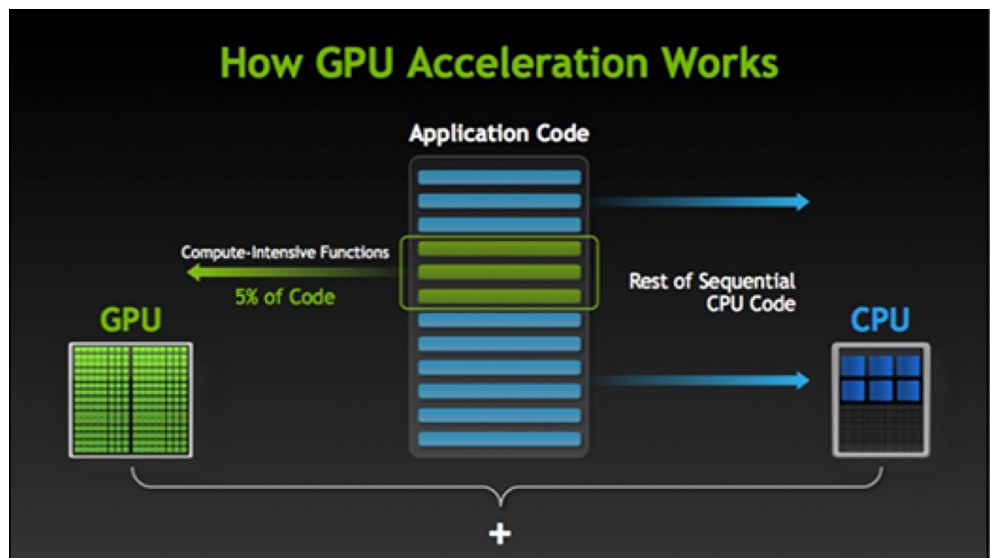 How GPU Acceleration Works
Application Code
Compute-Intensive Functions
5% of Code
Rest of Sequential
CPU Code
GPU
CPU
+